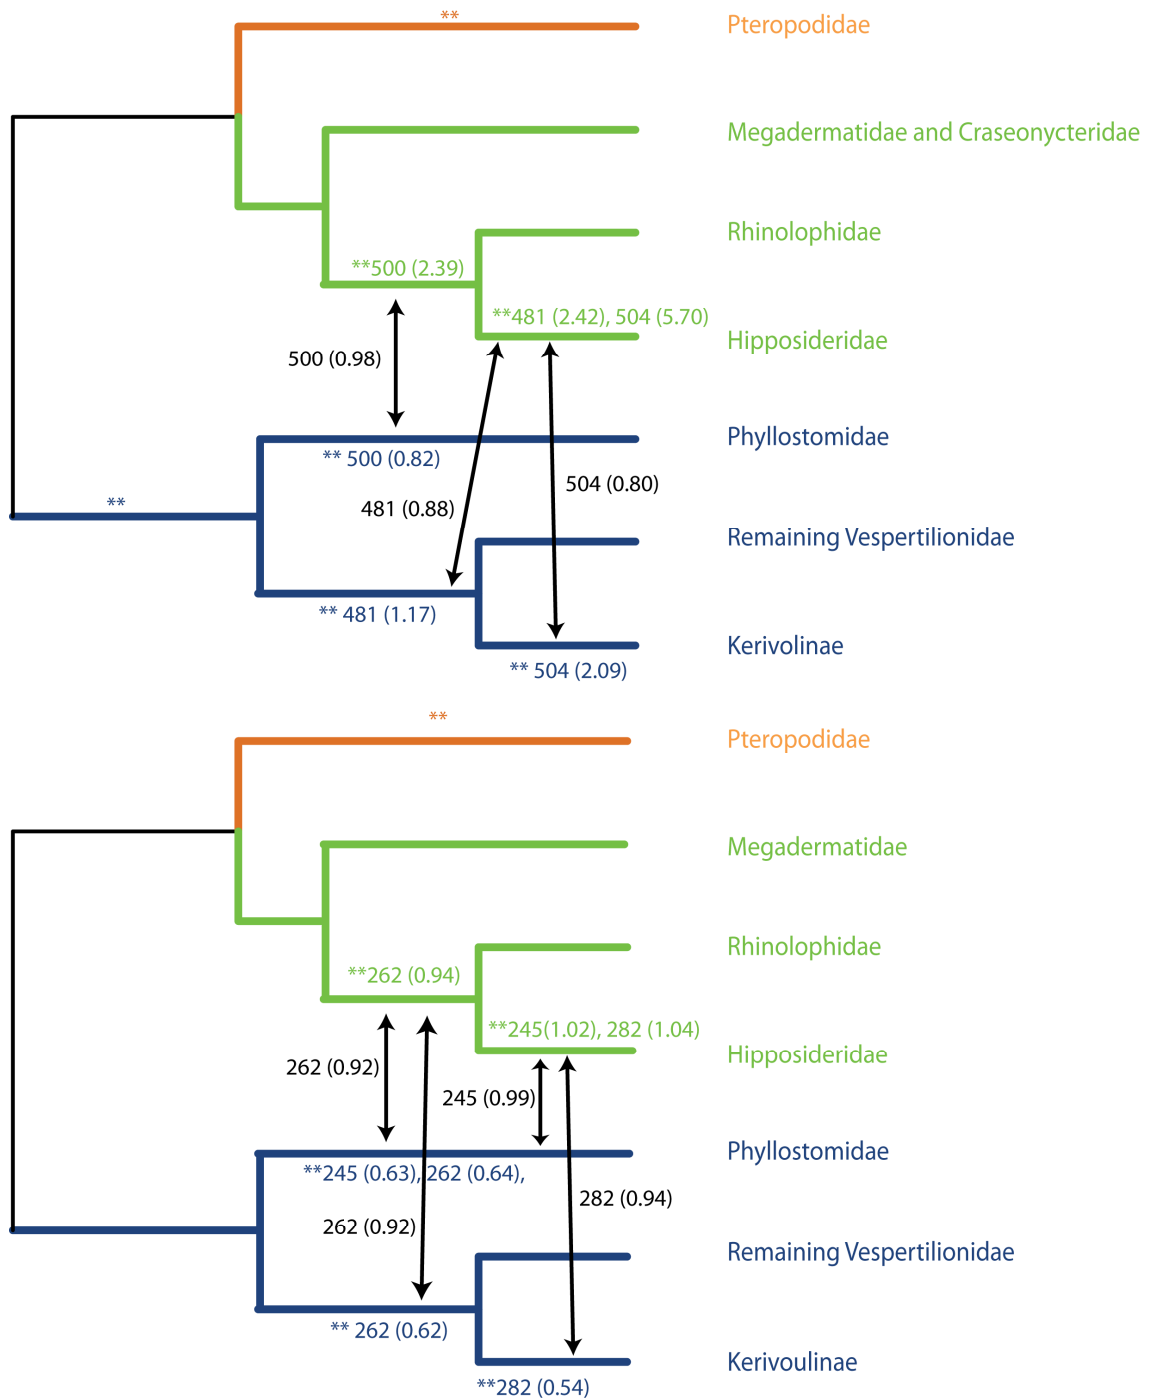 **
Pteropodidae
Megadermatidae and Craseonycteridae
Rhinolophidae
**500 (2.39)
**481 (2.42), 504 (5.70)
Hipposideridae
500 (0.98)
Phyllostomidae
** 500 (0.82)
504 (0.80)
**
481 (0.88)
Remaining Vespertilionidae
** 481 (1.17)
Kerivolinae
** 504 (2.09)
**
Pteropodidae
Megadermatidae
Rhinolophidae
**262 (0.94)
**245(1.02), 282 (1.04)
Hipposideridae
262 (0.92)
245 (0.99)
Phyllostomidae
**245 (0.63), 262 (0.64),
282 (0.94)
262 (0.92)
Remaining Vespertilionidae
** 262 (0.62)
Kerivoulinae
**282 (0.54)